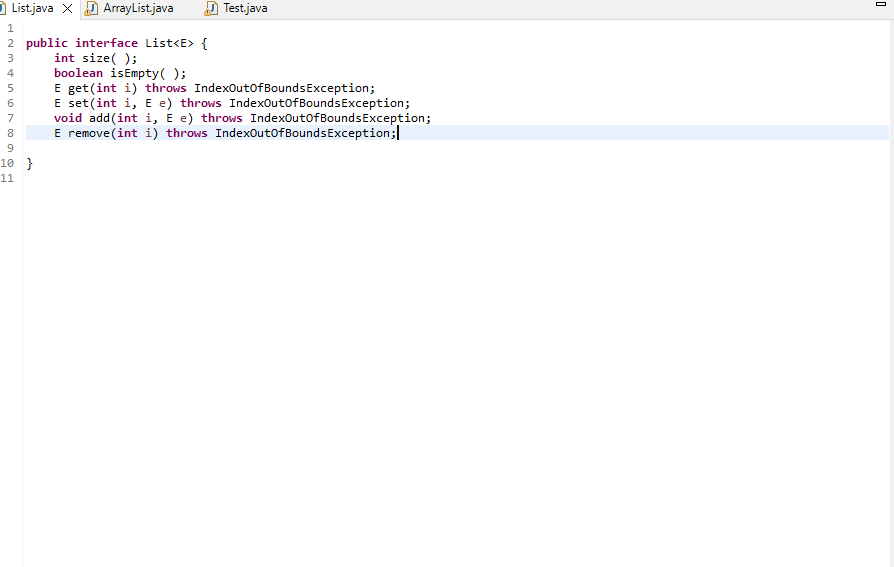 List.java ArrayList.java Test.java
1
2 public interface List<E> {
3     int size( );
4     boolean isEmpty( );
5     E get(int i) throws IndexOutOfBoundsException;
6     E set(int i, E e) throws IndexOutOfBoundsException;
7     void add(int i, E e) throws IndexOutOfBoundsException;
8     E remove(int i) throws IndexOutOfBoundsException;
9
10 }
11